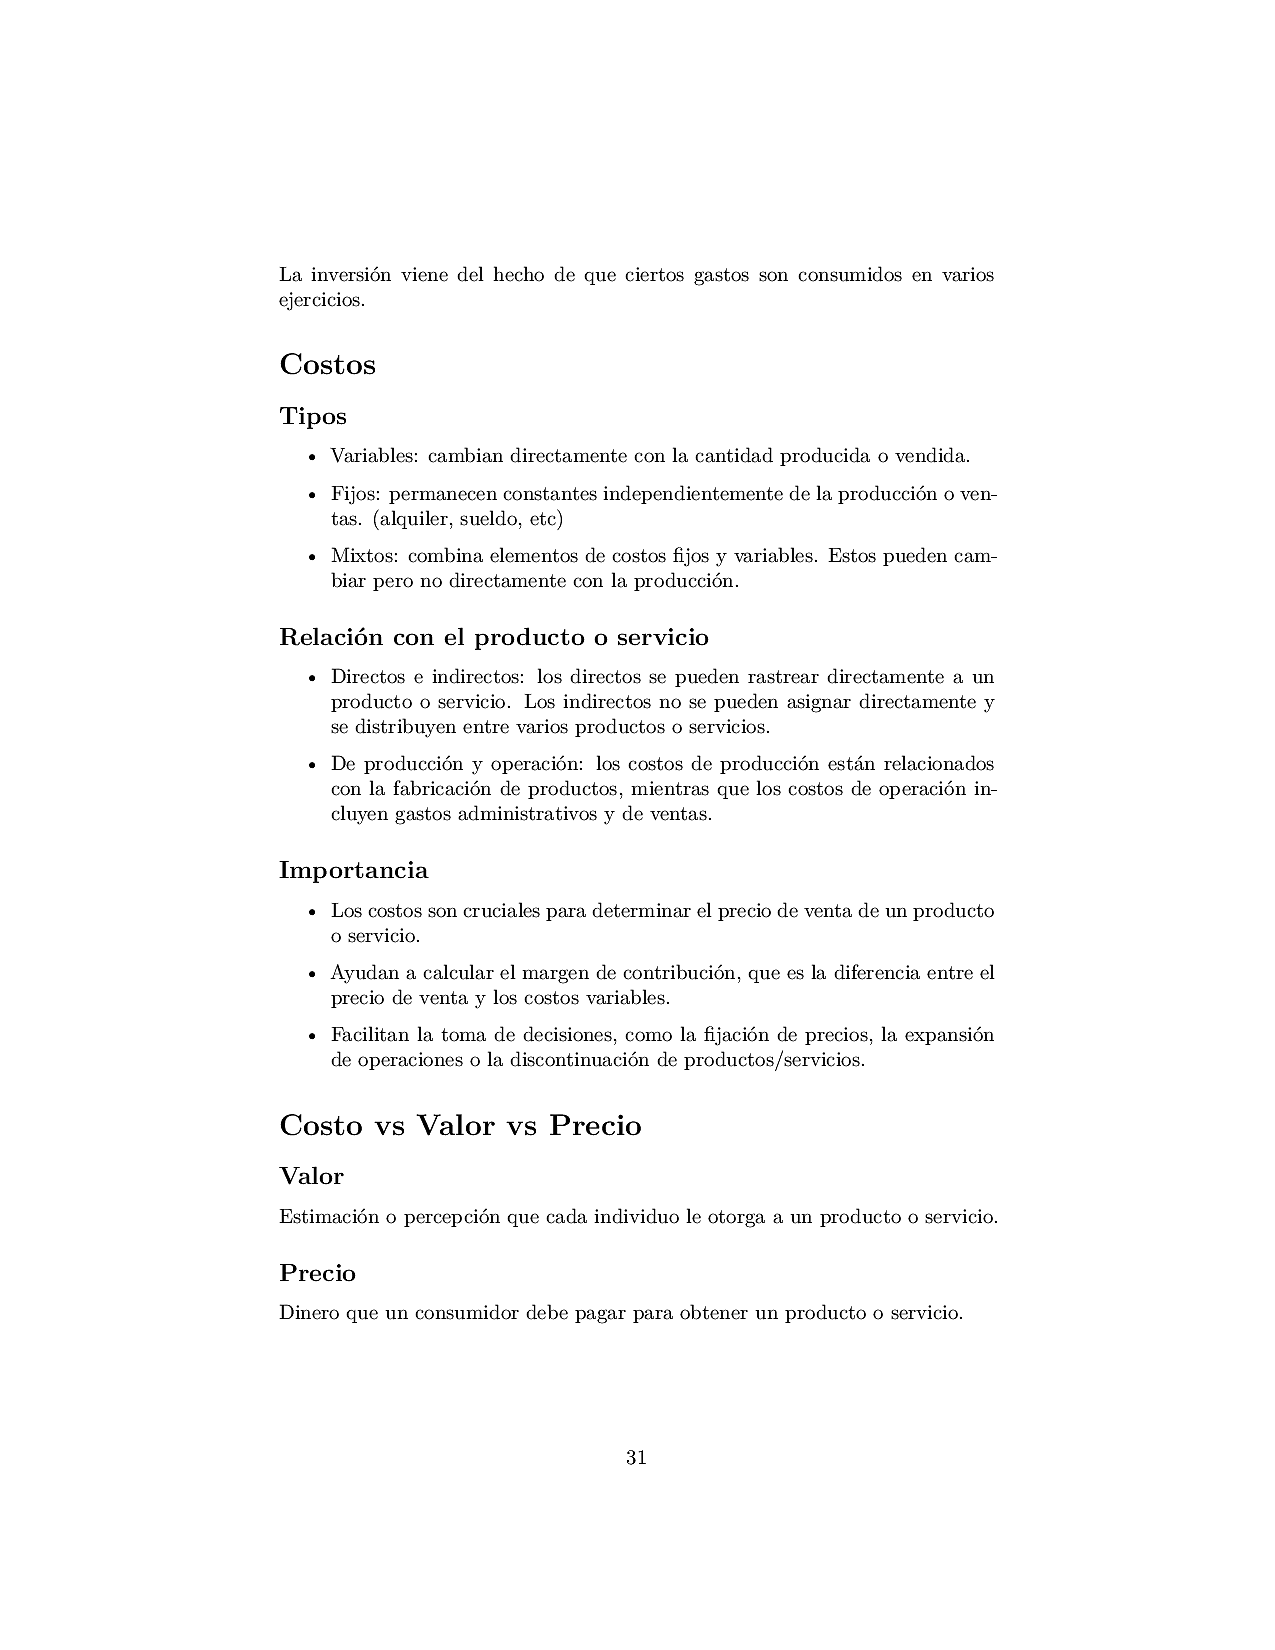 La inversión viene del hecho de que ciertos gastos son consumidos en varios
ejercicios.
Costos
Tipos
• Variables: cambian directamente con la cantidad producida o vendida.
• Fijos: permanecen constantes independientemente de la producción o ven-
tas. (alquiler, sueldo, etc)
• Mixtos: combina elementos de costos fijos y variables. Estos pueden cam-
biar pero no directamente con la producción.
Relación con el producto o servicio
• Directos e indirectos: los directos se pueden rastrear directamente a un
producto o servicio. Los indirectos no se pueden asignar directamente y
se distribuyen entre varios productos o servicios.
• De producción y operación: los costos de producción están relacionados
con la fabricación de productos, mientras que los costos de operación in-
cluyen gastos administrativos y de ventas.
Importancia
• Los costos son cruciales para determinar el precio de venta de un producto
o servicio.
• Ayudan a calcular el margen de contribución, que es la diferencia entre el
precio de venta y los costos variables.
• Facilitan la toma de decisiones, como la fijación de precios, la expansión
de operaciones o la discontinuación de productos/servicios.
Costo vs Valor vs Precio
Valor
Estimación o percepción que cada individuo le otorga a un producto o servicio.
Precio
Dinero que un consumidor debe pagar para obtener un producto o servicio.
31